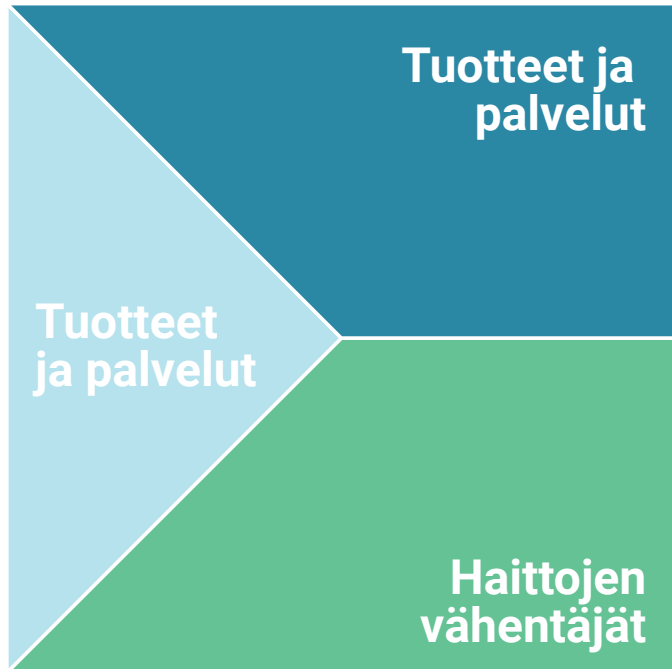 Tuotteet ja
palvelut
Tuotteet
ja palvelut
Haittojen
vähentäjät